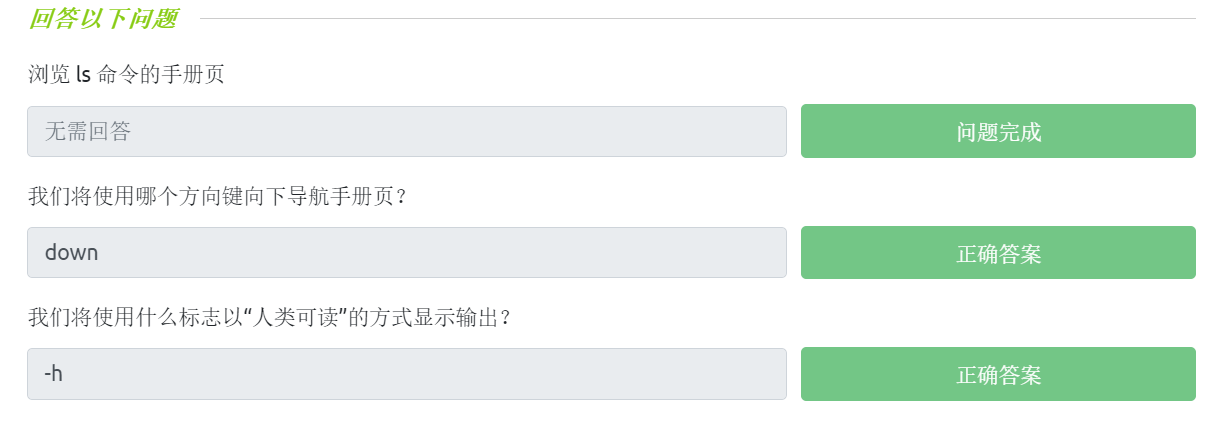 回答以下问题
浏览 ls 命令的手册页
无需回答
问题完成
我们将使用哪个方向键向下导航手册页？
down
正确答案
我们将使用什么标志以“人类可读”的方式显示输出？
-h
正确答案